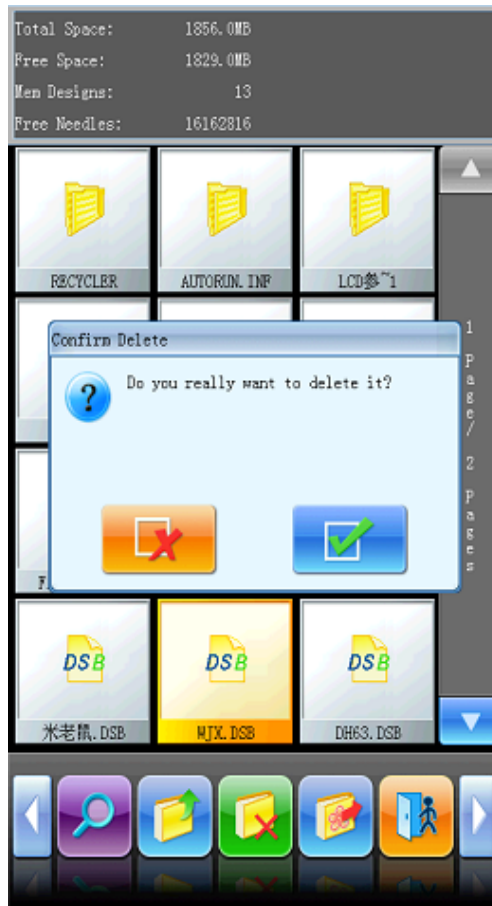 Total Space: 1856.0MB
Free Space: 1829.0MB
Mem Designs: 13
Free Needles: 16162816
RECYCLER AUTORUN.INF LCD参~1
1 Page/ 2 Pages
Confirm Delete
Do you really want to delete it?
DSB DSB DSB
米老鼠.DSB WJX.DSB DH63.DSB